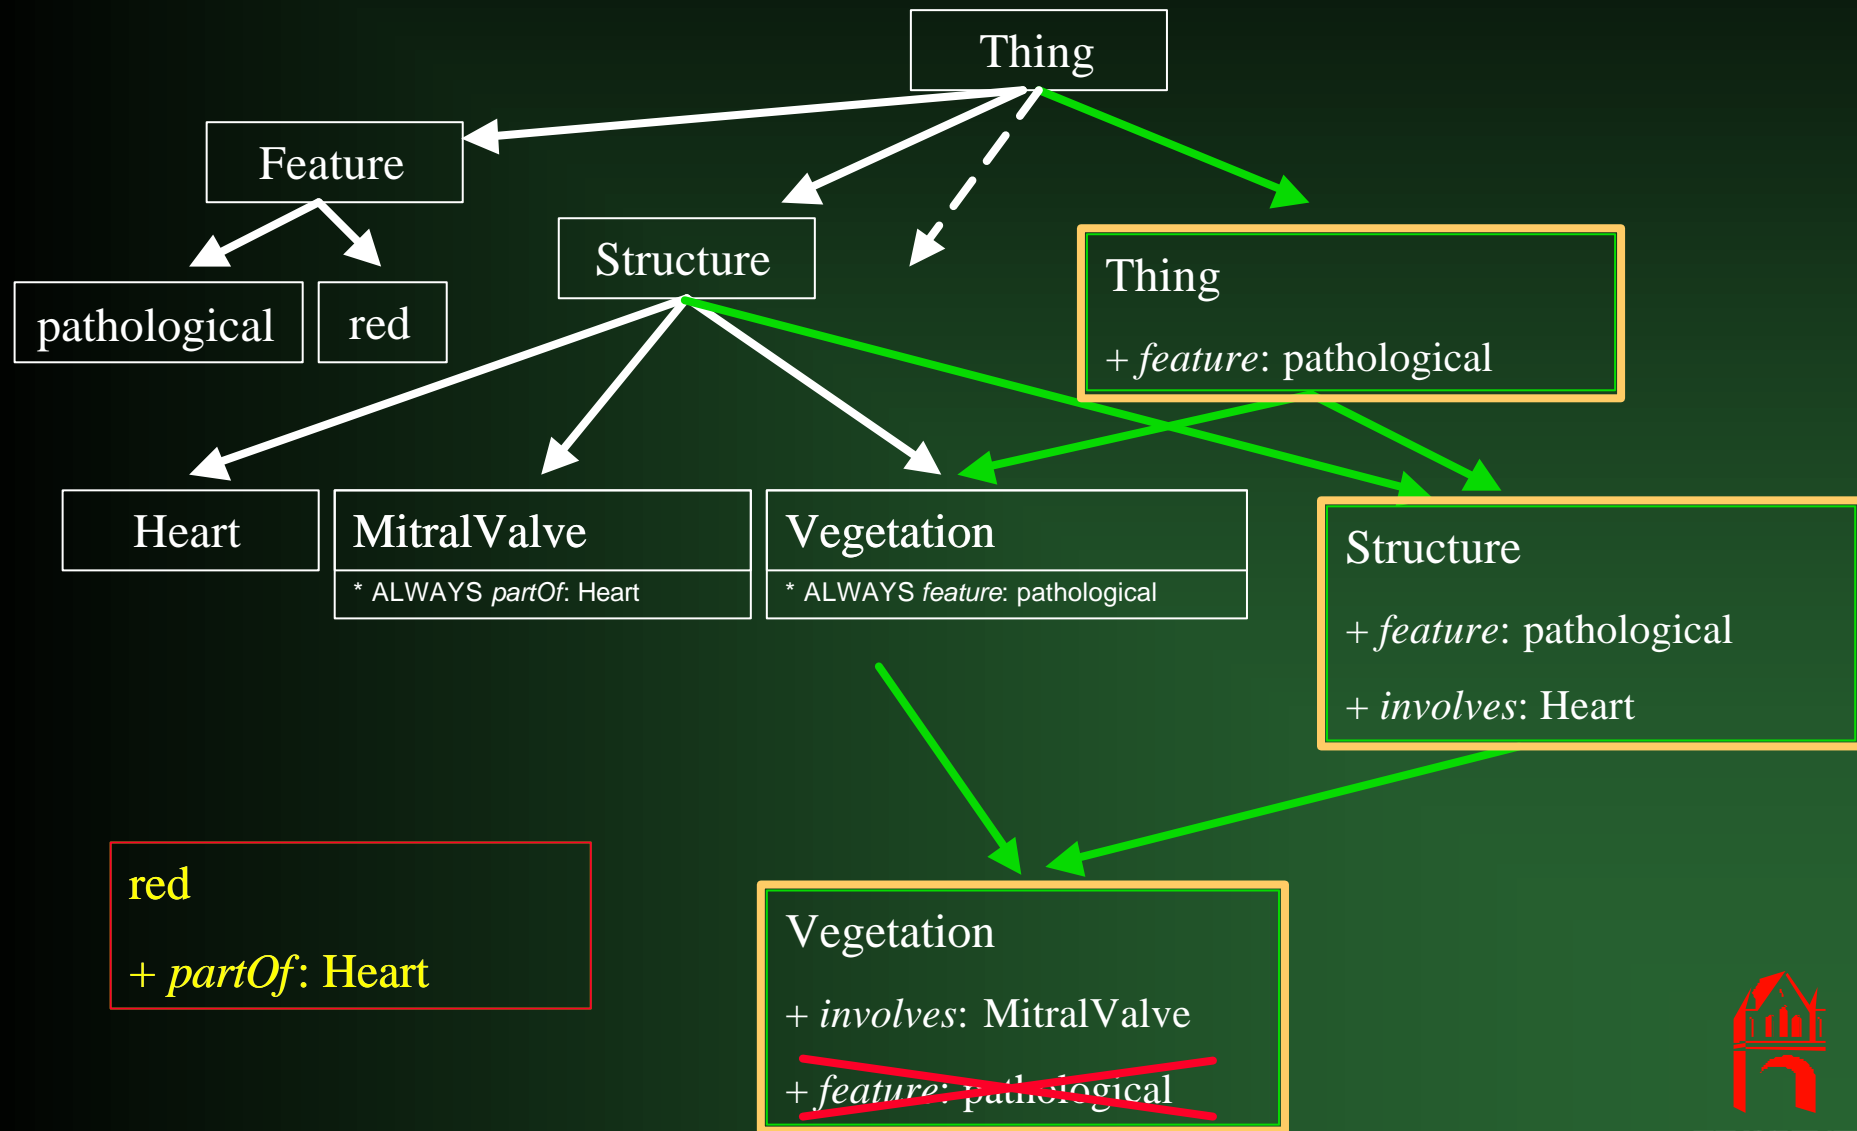 Thing
Feature
Structure
pathological
red
Thing
+ feature: pathological
Heart
MitralValve
* ALWAYS partOf: Heart
Vegetation
* ALWAYS feature: pathological
Structure
+ feature: pathological
+ involves: Heart
red
+ partOf: Heart
Vegetation
+ involves: MitralValve
+ feature: pathological